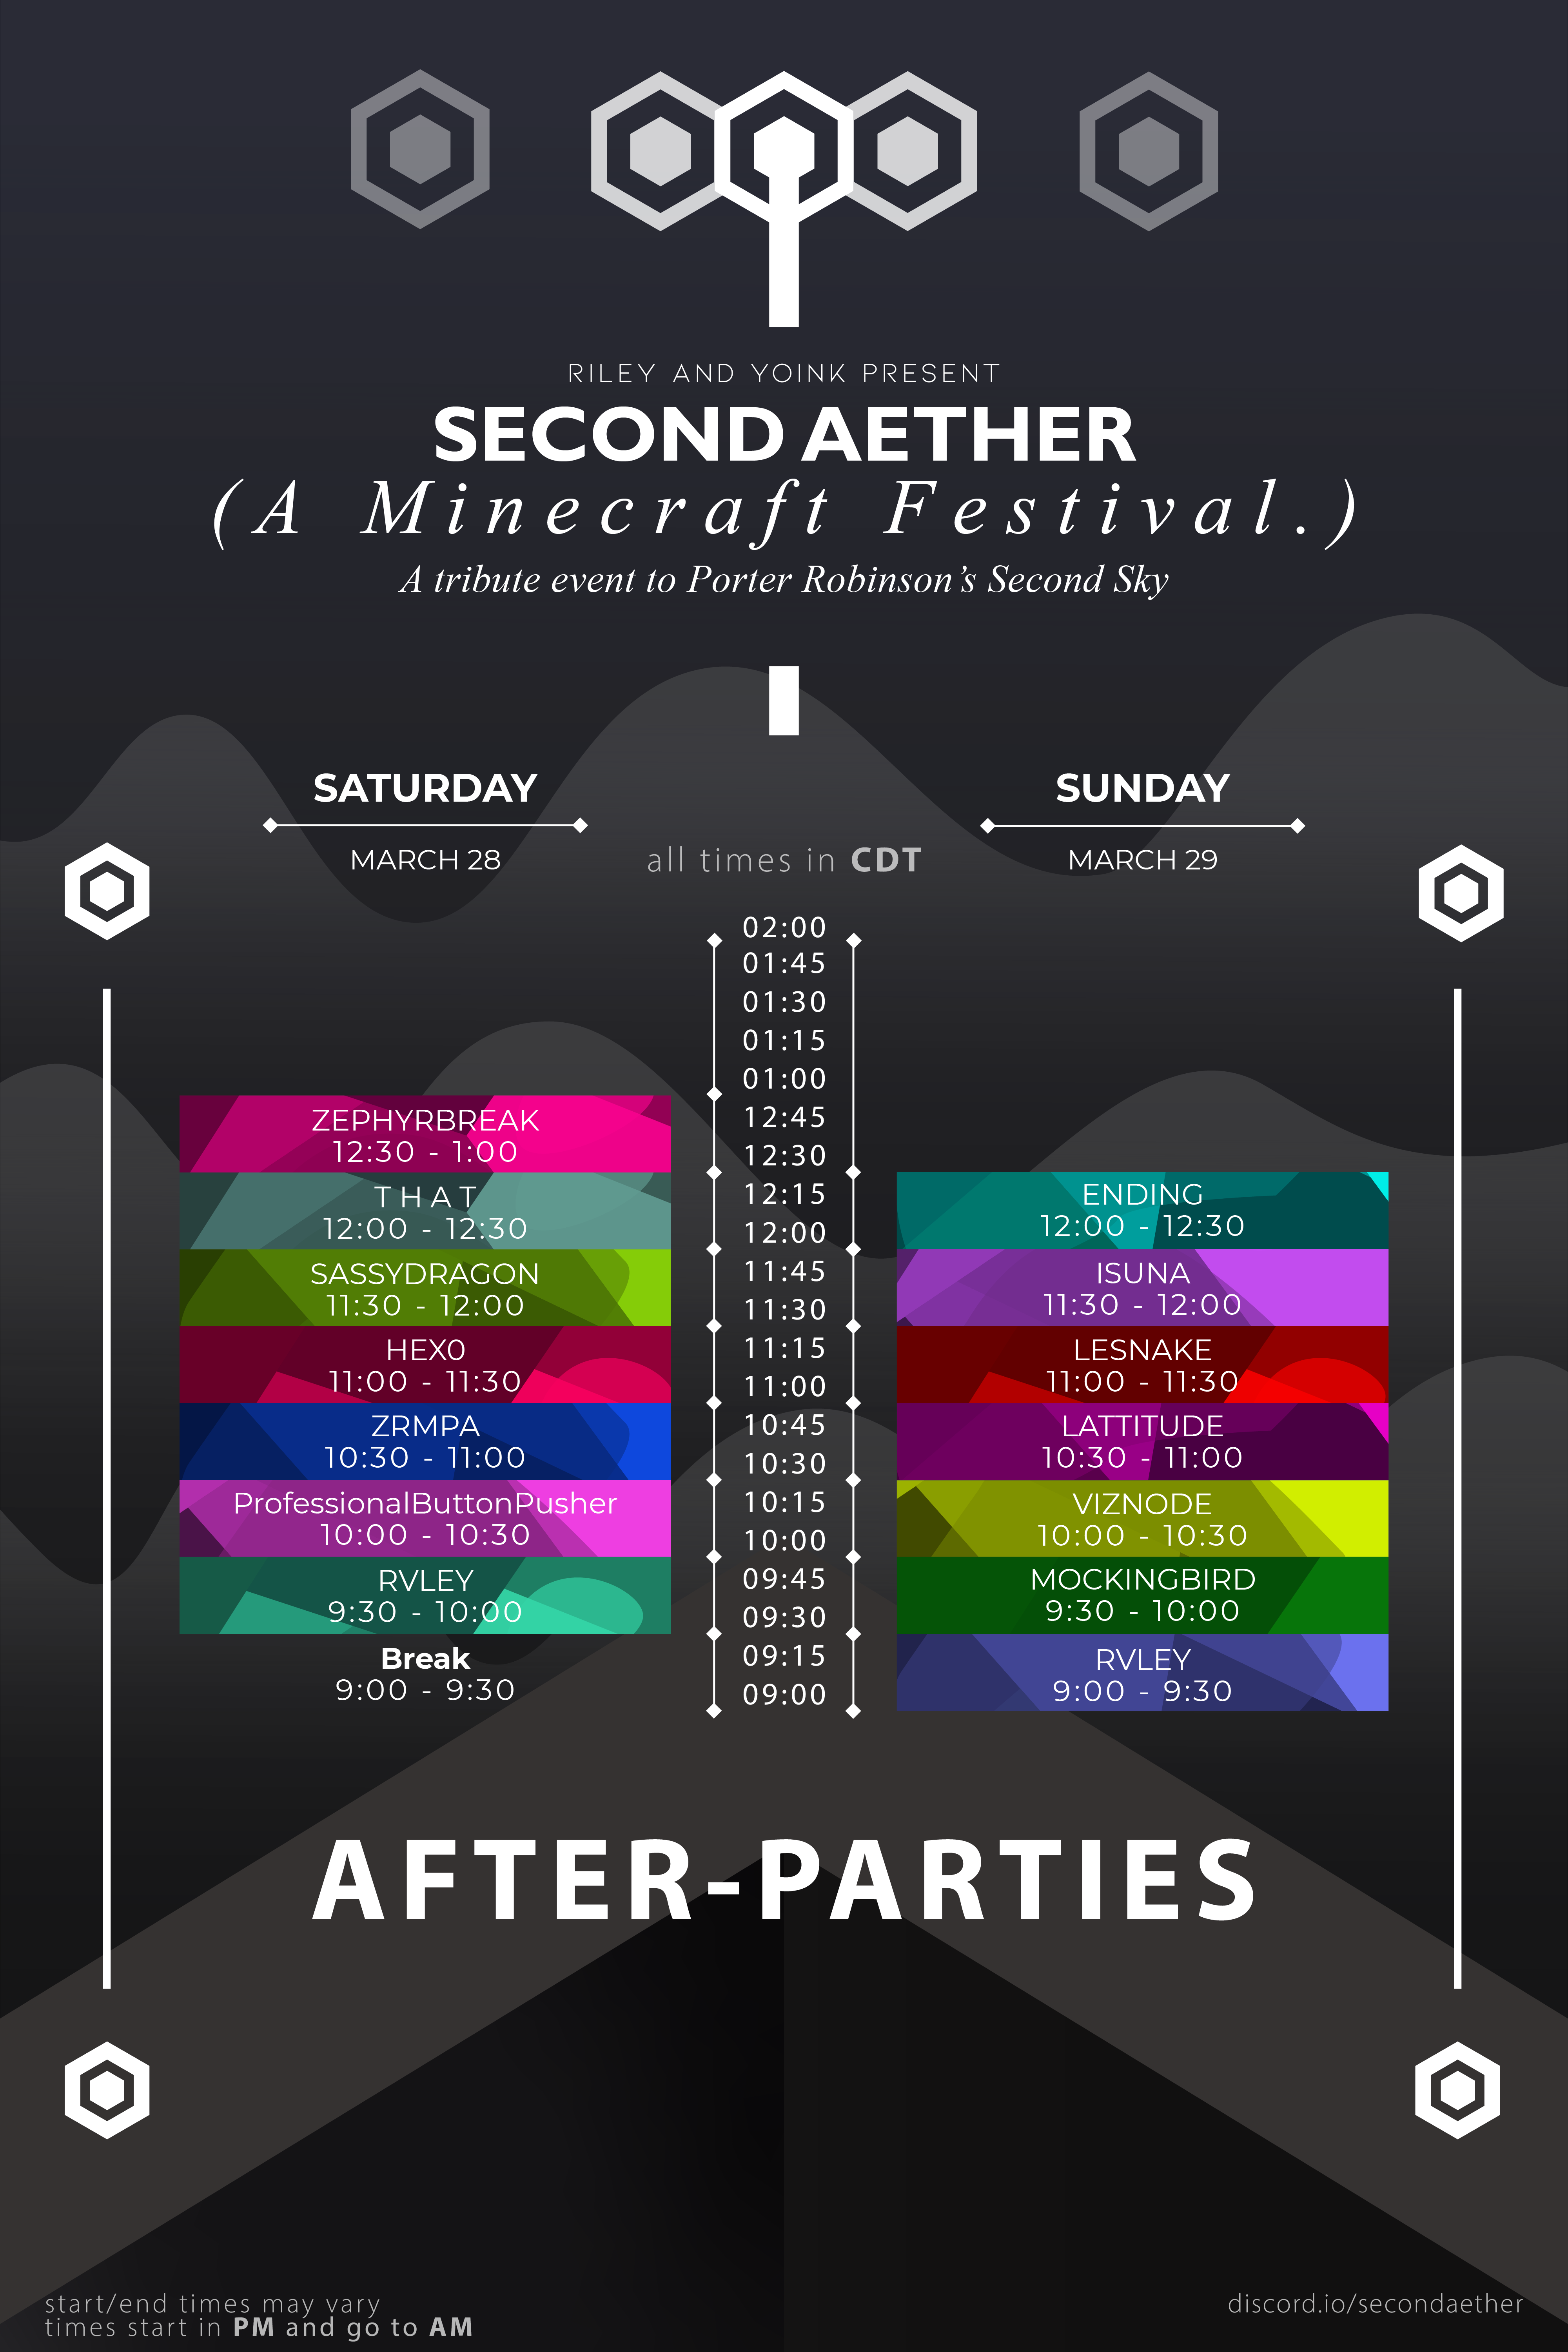 RILEY AND YOINK PRESENT
SECOND AETHER
(A Minecraft Festival.)
A tribute event to Porter Robinson’s Second Sky
SATURDAY
MARCH 28
all times in CDT
SUNDAY
MARCH 29
ZEPHYRBREAK
12:30 - 1:00
T H A T
12:00 - 12:30
SASSYDRAGON
11:30 - 12:00
HEX0
11:00 - 11:30
ZRMPA
10:30 - 11:00
ProfessionalButtonPusher
10:00 - 10:30
RVLEY
9:30 - 10:00
Break
9:00 - 9:30
02:00
01:45
01:30
01:15
01:00
12:45
12:30
12:15
12:00
11:45
11:30
11:15
11:00
10:45
10:30
10:15
10:00
09:45
09:30
09:15
09:00
ENDING
12:00 - 12:30
ISUNA
11:30 - 12:00
LESNAKE
11:00 - 11:30
LATTITUDE
10:30 - 11:00
VIZNODE
10:00 - 10:30
MOCKINGBIRD
9:30 - 10:00
RVLEY
9:00 - 9:30
AFTER-PARTIES
start/end times may vary
times start in PM and go to AM
discord.io/secondaether